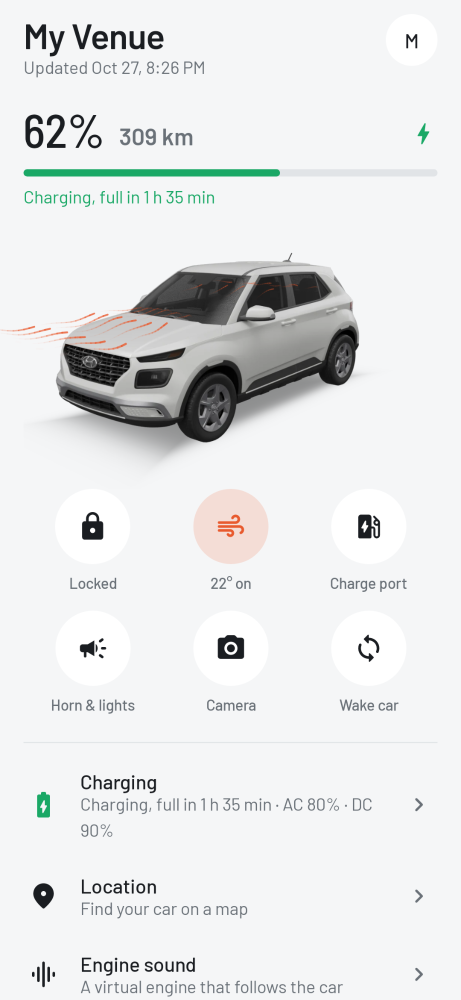 My Venue
M
Updated Oct 27, 8:26 PM
62% 309 km
Charging, full in 1 h 35 min
Locked
22° on
Charge port
Horn & lights
Camera
Wake car
Charging
Charging, full in 1 h 35 min · AC 80% · DC
90%
Location
Find your car on a map
Engine sound
A virtual engine that follows the car